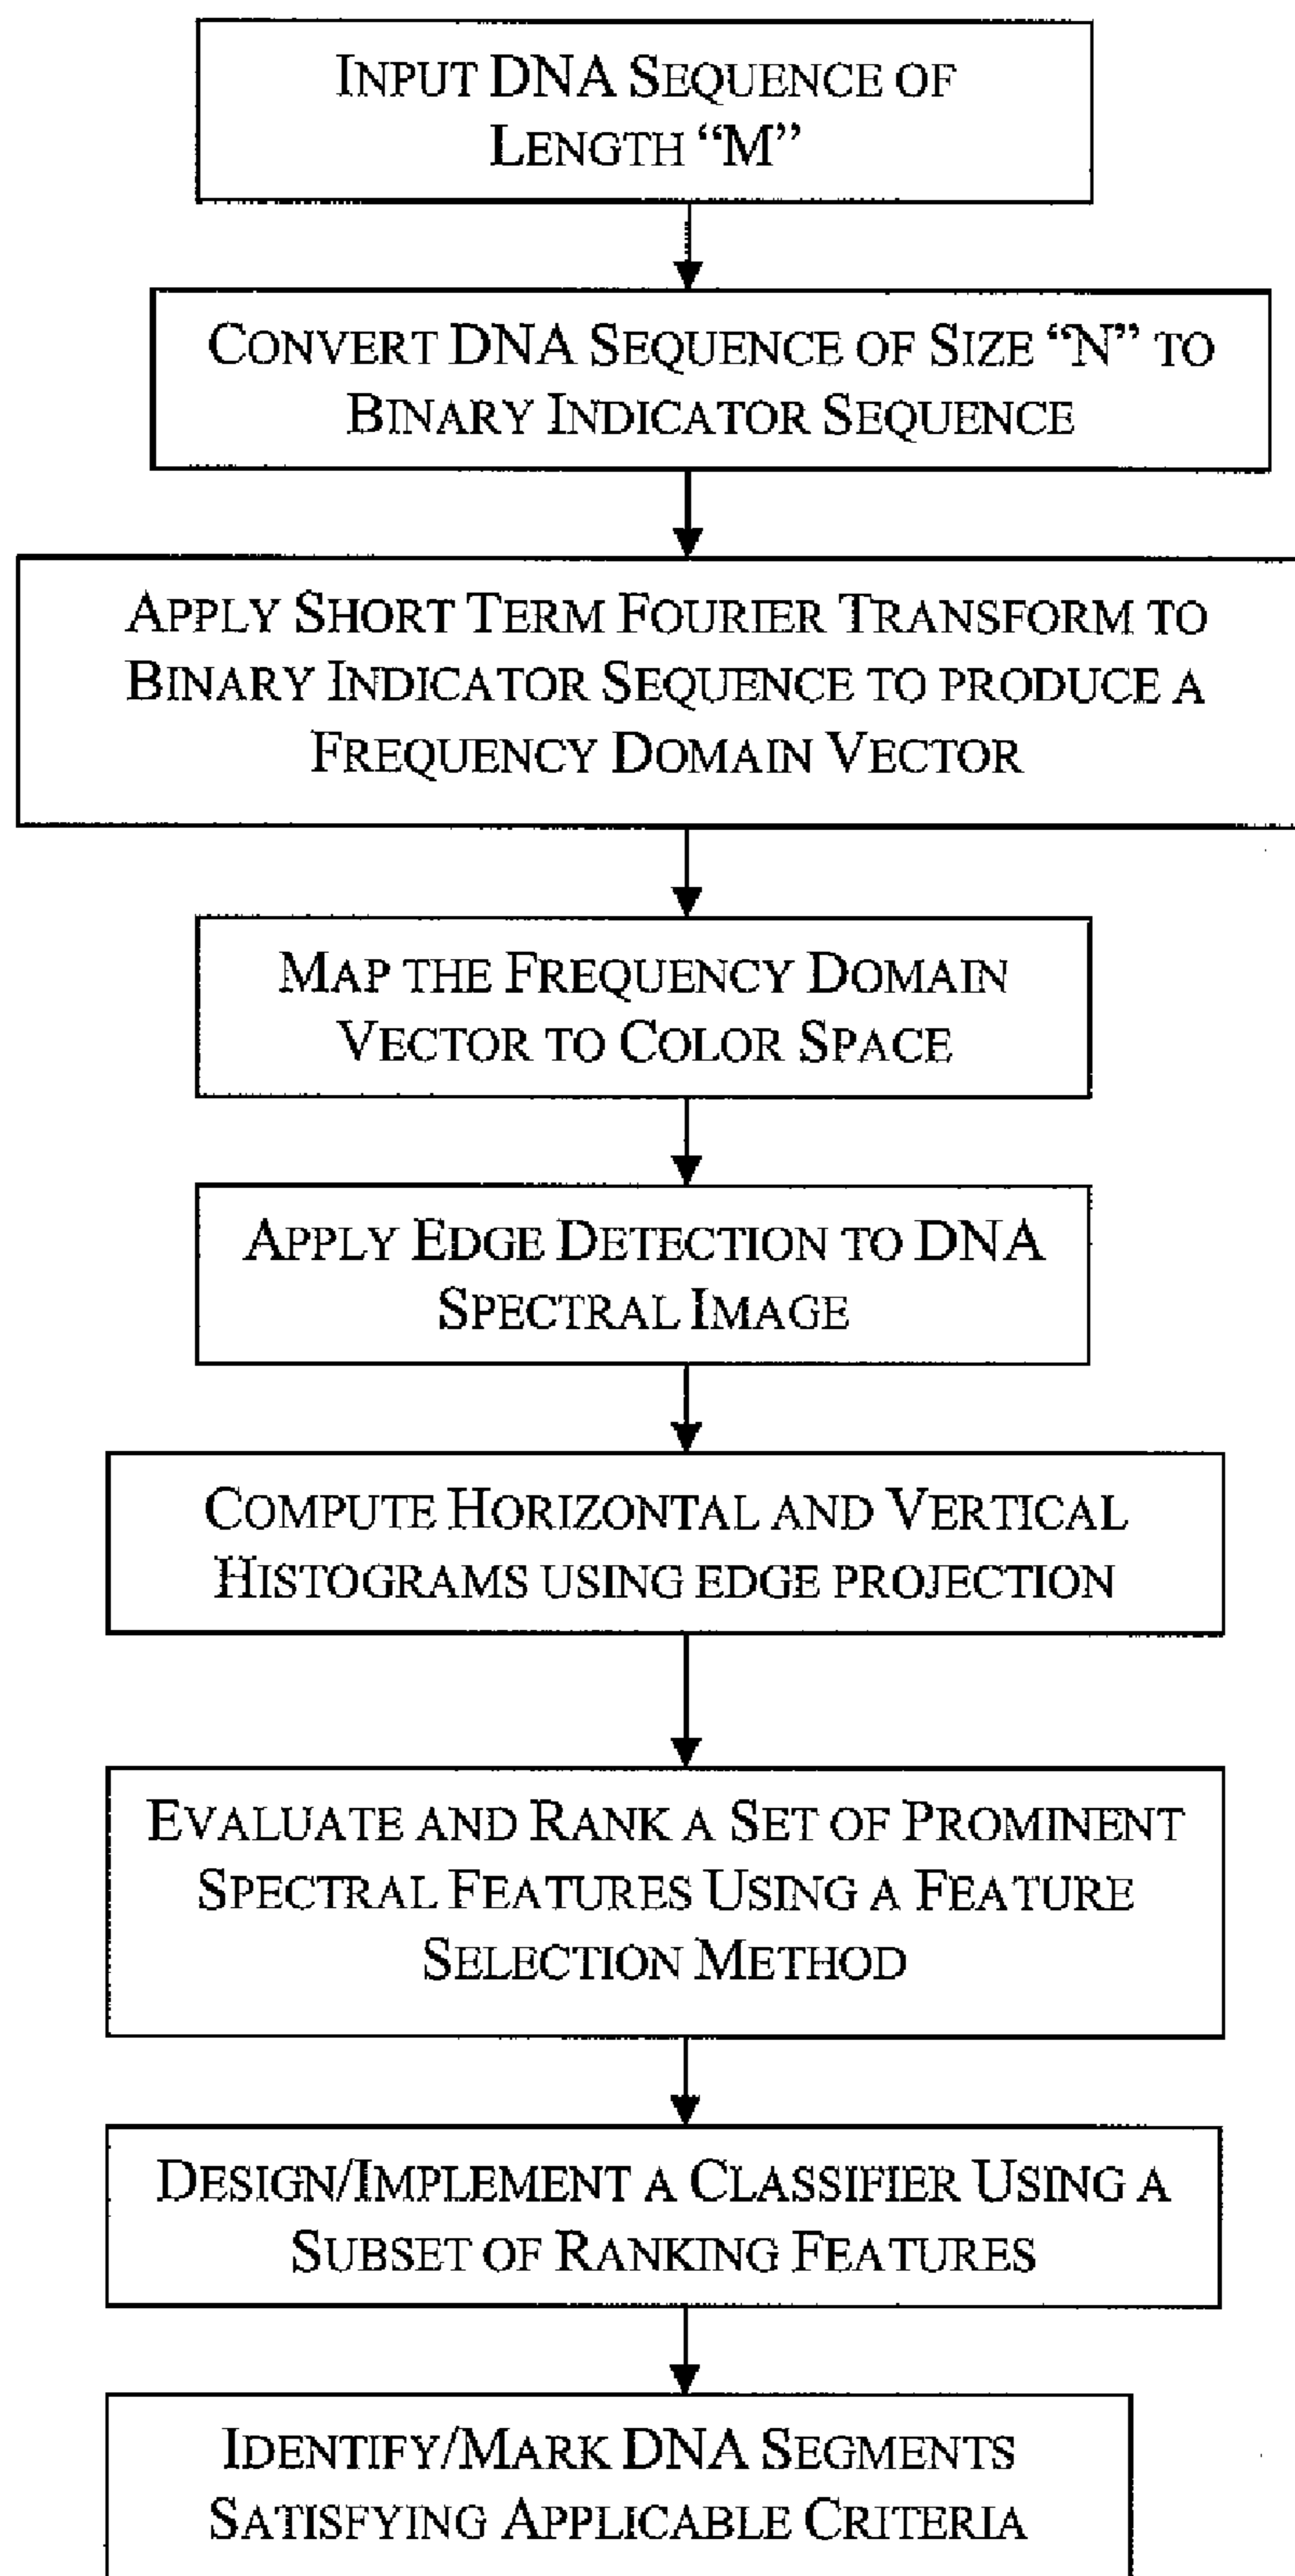 INPUT DNA SEQUENCE OF
LENGTH “M”
CONVERT DNA SEQUENCE OF SIZE “N” TO
BINARY INDICATOR SEQUENCE
APPLY SHORT TERM FOURIER TRANSFORM TO
BINARY INDICATOR SEQUENCE TO PRODUCE A
FREQUENCY DOMAIN VECTOR
MAP THE FREQUENCY DOMAIN
VECTOR TO COLOR SPACE
APPLY EDGE DETECTION TO DNA
SPECTRAL IMAGE
COMPUTE HORIZONTAL AND VERTICAL
HISTOGRAMS USING EDGE PROJECTION
EVALUATE AND RANK A SET OF PROMINENT
SPECTRAL FEATURES USING A FEATURE
SELECTION METHOD
DESIGN/IMPLEMENT A CLASSIFIER USING A
SUBSET OF RANKING FEATURES
IDENTIFY/MARK DNA SEGMENTS
SATISFYING APPLICABLE CRITERIA